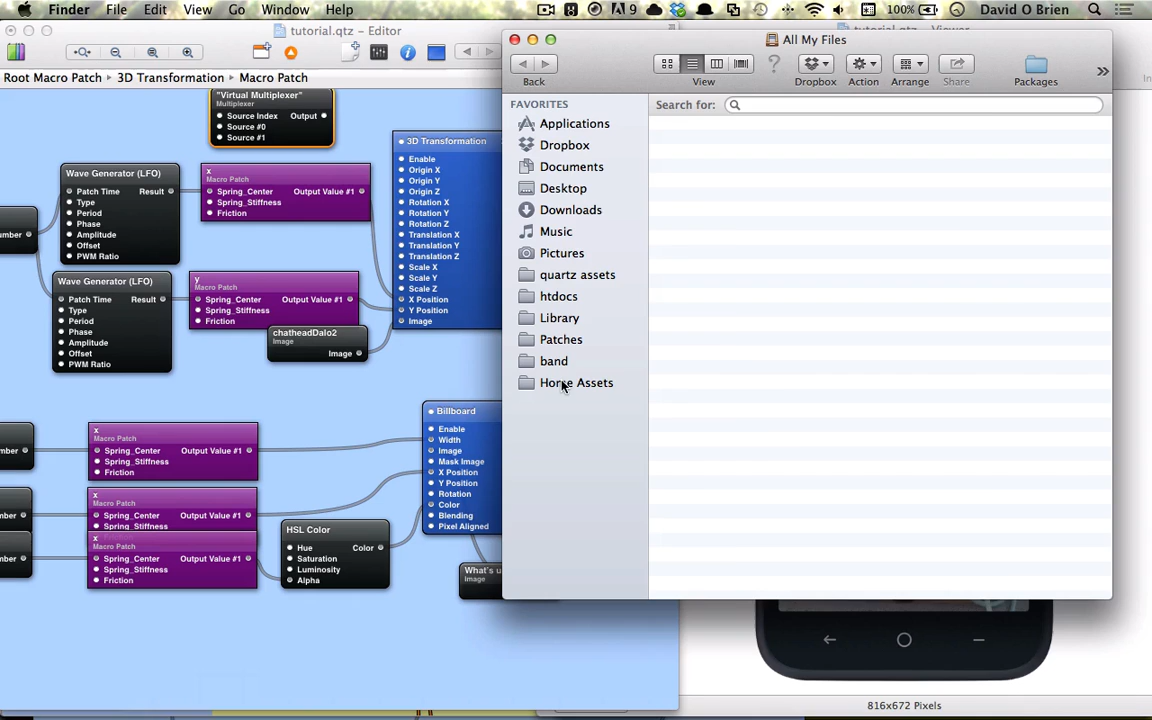 Finder File Edit View Go Window Help 9 100% David O Brien
tutorial.qtz - Editor
tutorial.qtz - Viewer
All My Files
Root Macro Patch 3D Transformation Macro Patch
Back View Dropbox Action Arrange Share Packages
FAVORITES
Search for:
Applications
Dropbox
Documents
Desktop
Downloads
Music
Pictures
quartz assets
htdocs
Library
Patches
band
Horse Assets
"Virtual Multiplexer"
Multiplexer
Source Index Output
Source #0
Source #1
Wave Generator (LFO)
Patch Time Result
Type
Period
Phase
Amplitude
Offset
PWM Ratio
x
Macro Patch
Spring_Center Output Value #1
Spring_Stiffness
Friction
3D Transformation
Enable
Origin X
Origin Y
Origin Z
Rotation X
Rotation Y
Rotation Z
Translation X
Translation Y
Translation Z
Scale X
Scale Y
Scale Z
X Position
Y Position
Image
Wave Generator (LFO)
Patch Time Result
Type
Period
Phase
Amplitude
Offset
PWM Ratio
y
Macro Patch
Spring_Center Output Value #1
Spring_Stiffness
Friction
chatheadDalo2
Image
Image
x
Macro Patch
Spring_Center Output Value #1
Spring_Stiffness
Friction
x
Macro Patch
Spring_Center Output Value #1
Spring_Stiffness
x
Macro Patch
Spring_Center Output Value #1
Spring_Stiffness
Friction
HSL Color
Hue Color
Saturation
Luminosity
Alpha
Billboard
Enable
Width
Image
Mask Image
X Position
Y Position
Rotation
Color
Blending
Pixel Aligned
What's u
Image
816x672 Pixels